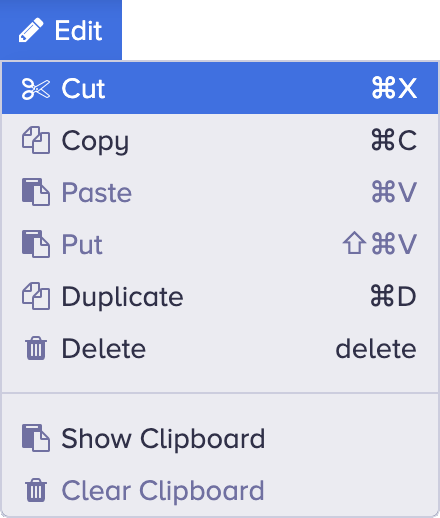 Edit
Cut ⌘X
Copy ⌘C
Paste ⌘V
Put ⇧⌘V
Duplicate ⌘D
Delete delete
Show Clipboard
Clear Clipboard